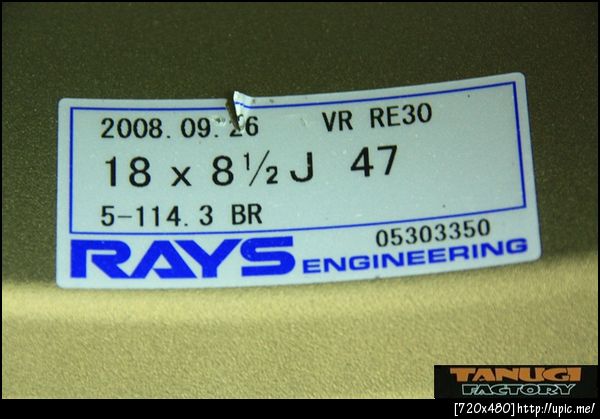 2008.09.26 VR RE30
18 x 8½J 47
5-114.3 BR
05303350
RAYS ENGINEERING
TANUGI
FACTORY
[720x480]http://upic.me/